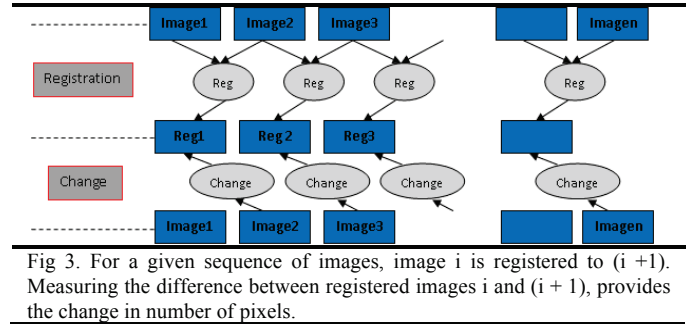 Image1 Image2 Image3 Imagen
Registration Reg Reg Reg Reg
Reg1 Reg2 Reg3
Change Change Change Change Change
Image1 Image2 Image3 Imagen
Fig 3. For a given sequence of images, image i is registered to (i +1).
Measuring the difference between registered images i and (i + 1), provides
the change in number of pixels.